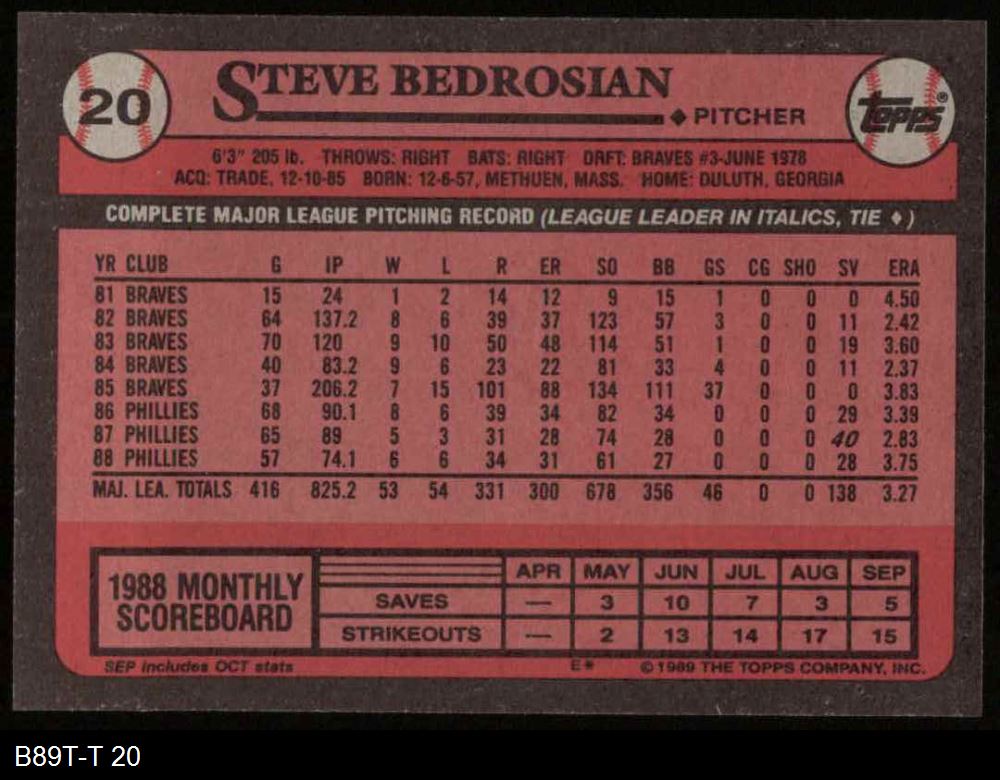 20
STEVE BEDROSIAN
◆ PITCHER
topps®
6'3" 205 lb. THROWS: RIGHT BATS: RIGHT DRFT: BRAVES #3-JUNE 1978
ACQ: TRADE, 12-10-85 BORN: 12-6-57, METHUEN, MASS. HOME: DULUTH, GEORGIA
COMPLETE MAJOR LEAGUE PITCHING RECORD (LEAGUE LEADER IN ITALICS, TIE ♦)
YR CLUB G IP W L R ER SO BB GS CG SHO SV ERA
81 BRAVES 15 24 1 2 14 12 9 15 1 0 0 0 4.50
82 BRAVES 64 137.2 8 6 39 37 123 57 3 0 0 11 2.42
83 BRAVES 70 120 9 10 50 48 114 51 1 0 0 19 3.60
84 BRAVES 40 83.2 9 6 23 22 81 33 4 0 0 11 2.37
85 BRAVES 37 206.2 7 15 101 88 134 111 37 0 0 0 3.83
86 PHILLIES 68 90.1 8 6 39 34 82 34 0 0 0 29 3.39
87 PHILLIES 65 89 5 3 31 28 74 28 0 0 0 40 2.83
88 PHILLIES 57 74.1 6 6 34 31 61 27 0 0 0 28 3.75
MAJ. LEA. TOTALS 416 825.2 53 54 331 300 678 356 46 0 0 138 3.27
1988 MONTHLY
SCOREBOARD
APR MAY JUN JUL AUG SEP
SAVES — 3 10 7 3 5
STRIKEOUTS — 2 13 14 17 15
SEP includes OCT stats E* © 1989 THE TOPPS COMPANY, INC.
B89T-T 20